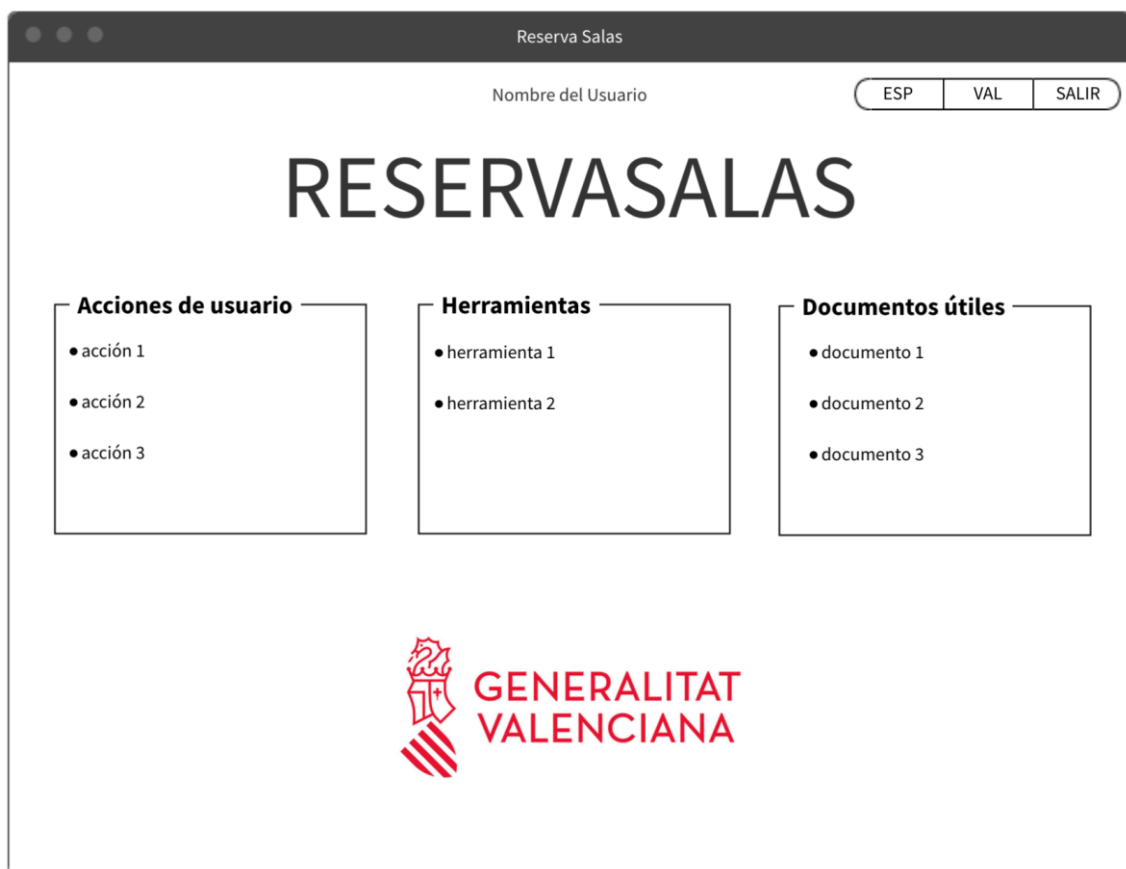 Reserva Salas
Nombre del Usuario
ESP
VAL
SALIR
RESERVASALAS
Acciones de usuario
● acción 1
● acción 2
● acción 3
Herramientas
● herramienta 1
● herramienta 2
Documentos útiles
● documento 1
● documento 2
● documento 3
GENERALITAT
VALENCIANA